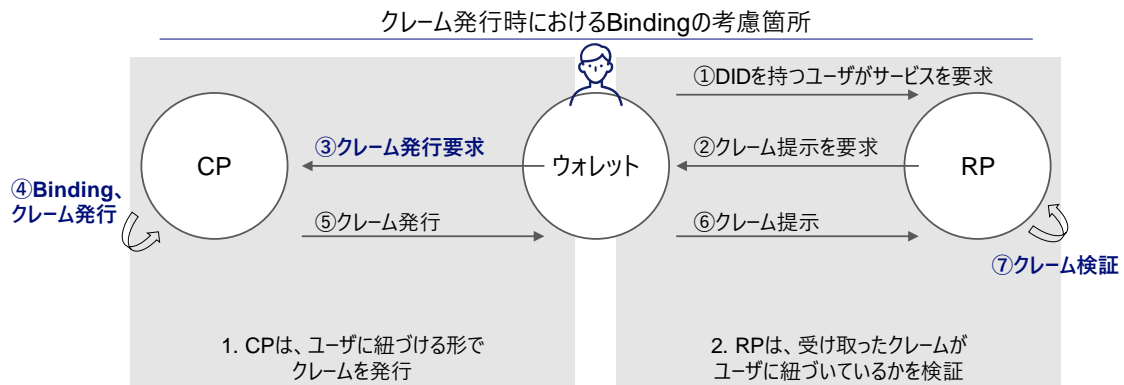 クレーム発行時におけるBindingの考慮箇所
①DIDを持つユーザがサービスを要求
③クレーム発行要求
②クレーム提示を要求
CP
ウォレット
RP
④Binding、
クレーム発行
⑤クレーム発行
⑥クレーム提示
⑦クレーム検証
1. CPは、ユーザに紐づける形で
クレームを発行
2. RPは、受け取ったクレームが
ユーザに紐づいているかを検証